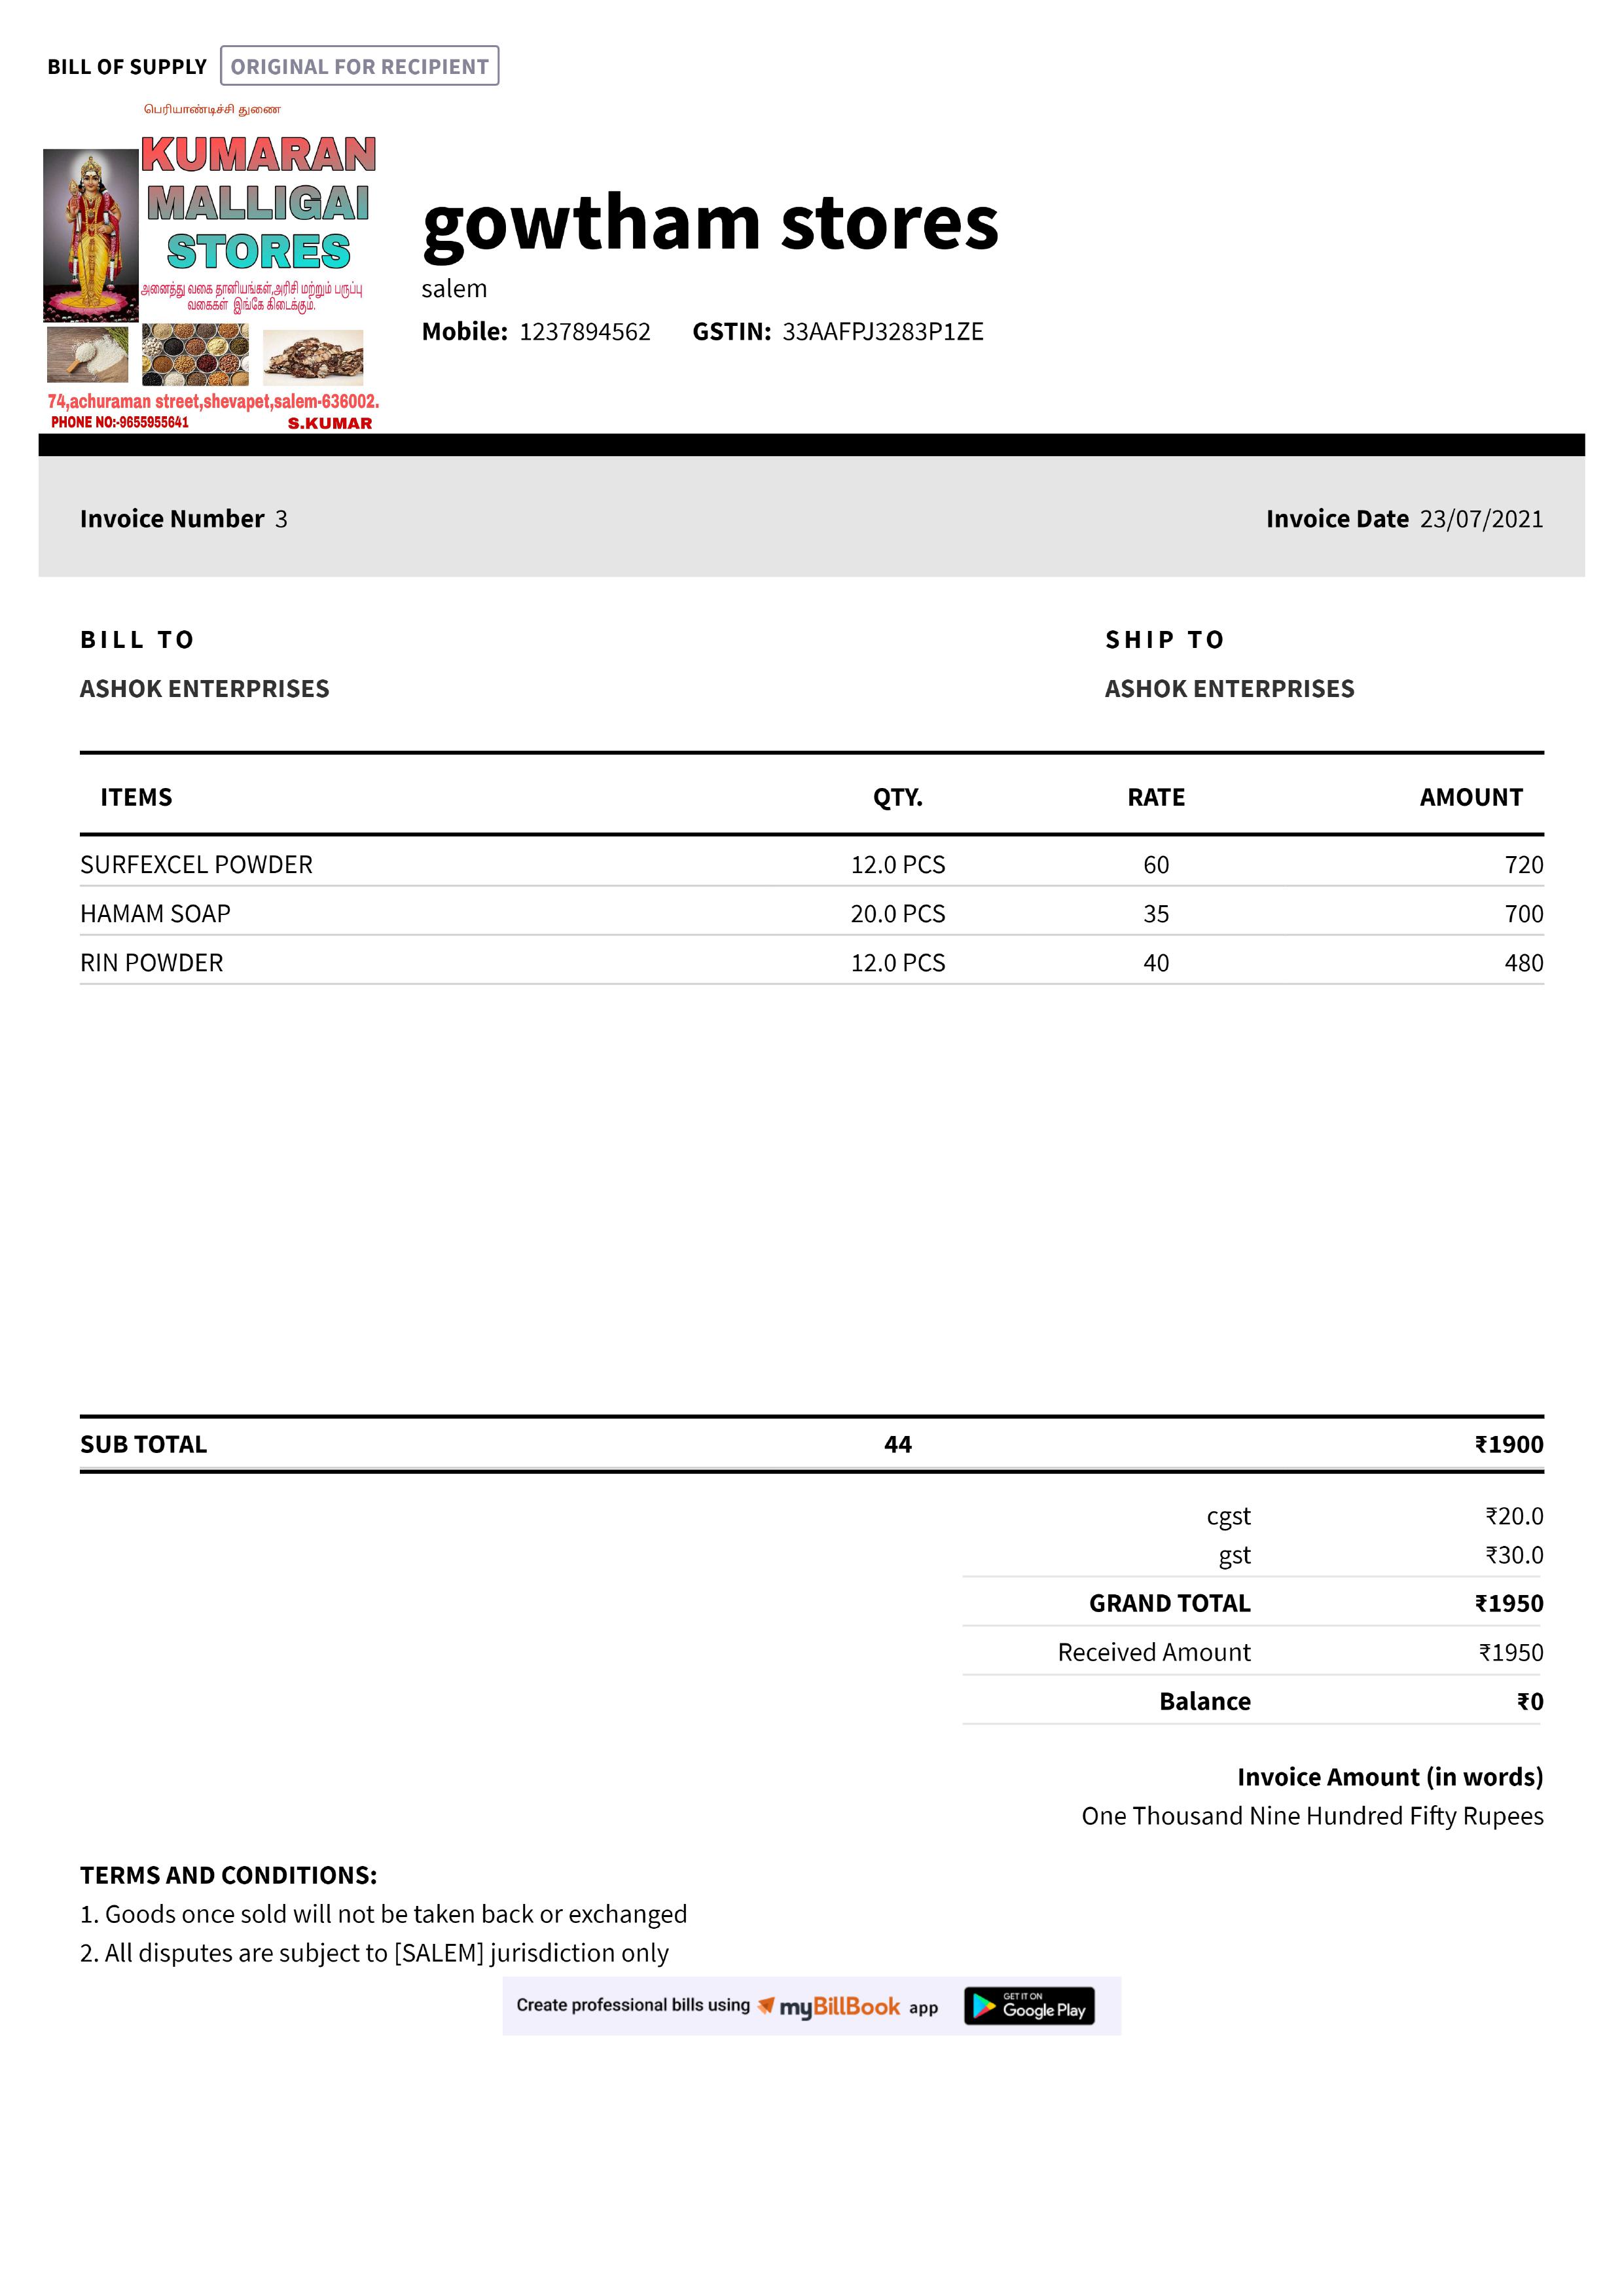 BILL OF SUPPLY ORIGINAL FOR RECIPIENT
பெரியாண்டிச்சி துணை
KUMARAN
MALLIGAI
STORES
அனைத்து வகை தானியங்கள்,அரிசி மற்றும் பருப்பு
வகைகள் இங்கே கிடைக்கும்.
74,achuraman street,shevapet,salem-636002.
PHONE NO:-9655955641 S.KUMAR
gowtham stores
salem
Mobile: 1237894562 GSTIN: 33AAFPJ3283P1ZE
Invoice Number 3 Invoice Date 23/07/2021
BILL TO SHIP TO
ASHOK ENTERPRISES ASHOK ENTERPRISES
ITEMS QTY. RATE AMOUNT
SURFEXCEL POWDER 12.0 PCS 60 720
HAMAM SOAP 20.0 PCS 35 700
RIN POWDER 12.0 PCS 40 480
SUB TOTAL 44 ₹1900
cgst ₹20.0
gst ₹30.0
GRAND TOTAL ₹1950
Received Amount ₹1950
Balance ₹0
Invoice Amount (in words)
One Thousand Nine Hundred Fifty Rupees
TERMS AND CONDITIONS:
1. Goods once sold will not be taken back or exchanged
2. All disputes are subject to [SALEM] jurisdiction only
Create professional bills using myBillBook app GET IT ON Google Play